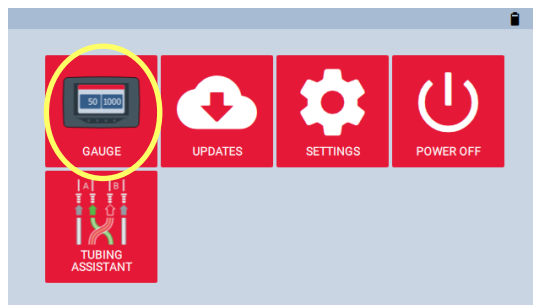 50 1000
GAUGE
UPDATES
SETTINGS
POWER OFF
A B
TUBING
ASSISTANT